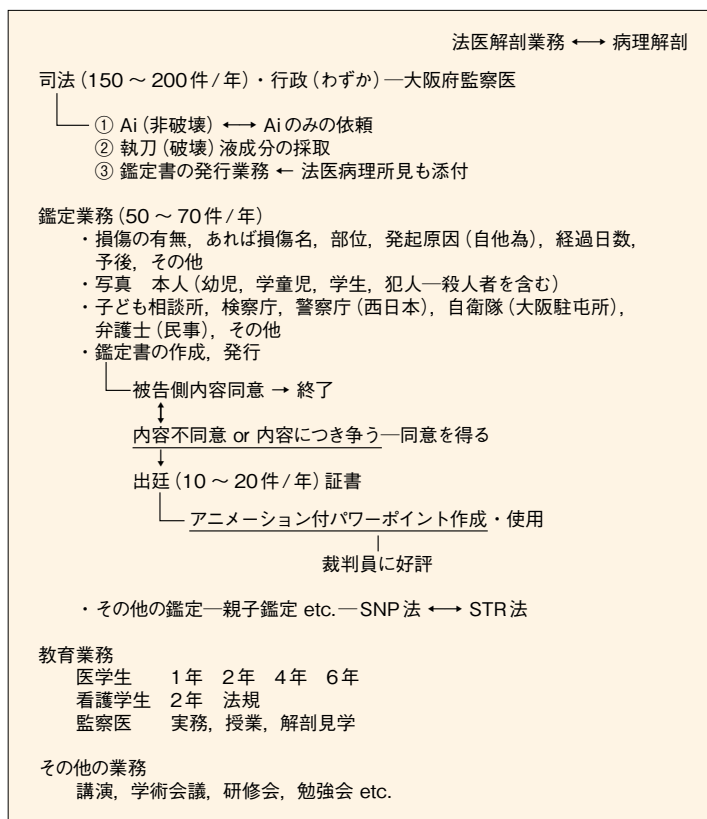 法医解剖業務 ←→ 病理解剖
司法(150 ～ 200件/年)・行政(わずか)―大阪府監察医
① Ai(非破壊) ←→ Aiのみの依頼
② 執刀(破壊)液成分の採取
③ 鑑定書の発行業務 ← 法医病理所見も添付
鑑定業務(50 ～ 70件/年)
・損傷の有無，あれば損傷名，部位，発起原因(自他為)，経過日数，
予後，その他
・写真　本人(幼児，学童児，学生，犯人―殺人者を含む)
・子ども相談所，検察庁，警察庁(西日本)，自衛隊(大阪駐屯所)，
弁護士(民事)，その他
・鑑定書の作成，発行
被告側内容同意 → 終了
内容不同意 or 内容につき争う―同意を得る
出廷(10 ～ 20件/年)証書
アニメーション付パワーポイント作成・使用
裁判員に好評
・その他の鑑定―親子鑑定 etc.―SNP法 ←→ STR法
教育業務
医学生　1年　2年　4年　6年
看護学生　2年　法規
監察医　実務，授業，解剖見学
その他の業務
講演，学術会議，研修会，勉強会 etc.